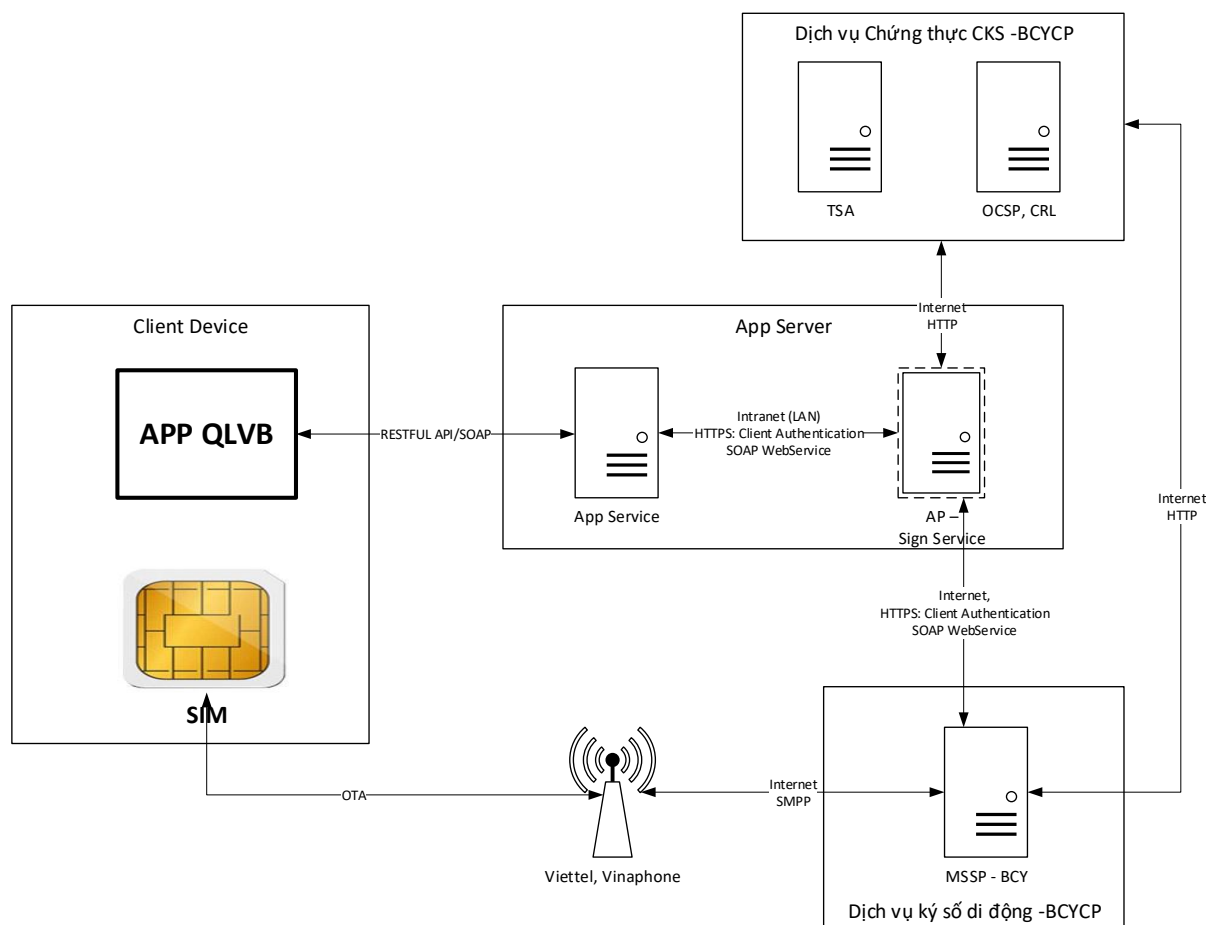 Dịch vụ Chứng thực CKS -BCYCP
TSA
OCSP, CRL
Internet
HTTP
Client Device
App Server
APP QLVB
RESTFUL API/SOAP
Intranet (LAN)
HTTPS: Client Authentication
SOAP WebService
App Service
AP –
Sign Service
Internet
HTTP
Internet,
HTTPS: Client Authentication
SOAP WebService
SIM
OTA
Internet
SMPP
Viettel, Vinaphone
MSSP - BCY
Dịch vụ ký số di động -BCYCP